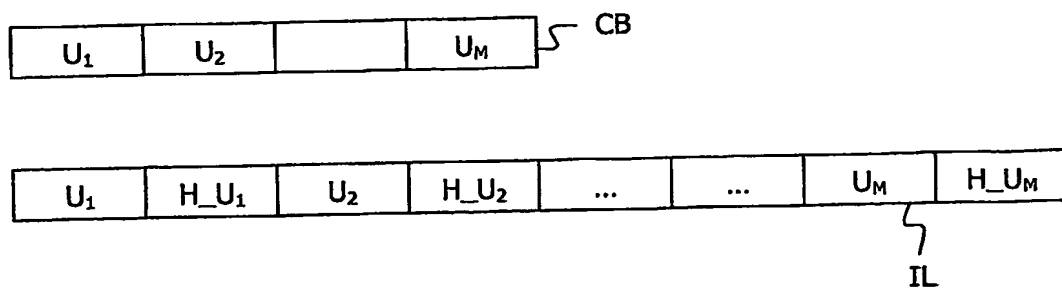 CB
U₁ U₂ U_M
U₁ H_U₁ U₂ H_U₂ ... ... U_M H_U_M
IL